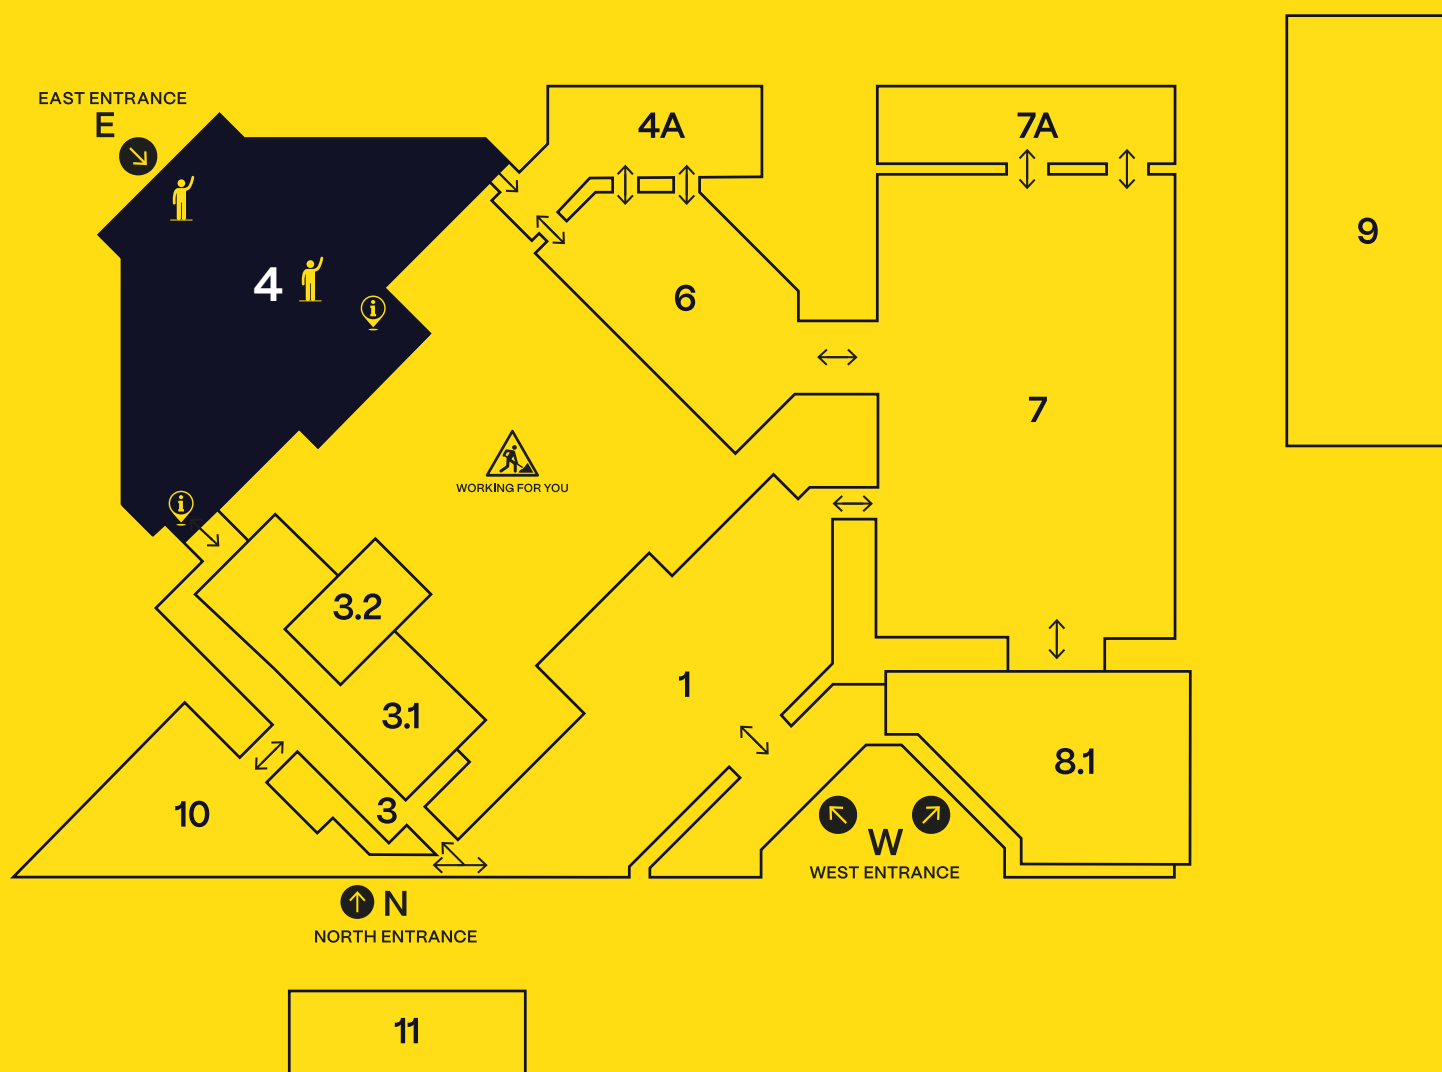 EAST ENTRANCE
E
4A
7A
9
4
6
7
WORKING FOR YOU
3.2
1
3.1
8.1
10
3
W
WEST ENTRANCE
N
NORTH ENTRANCE
11